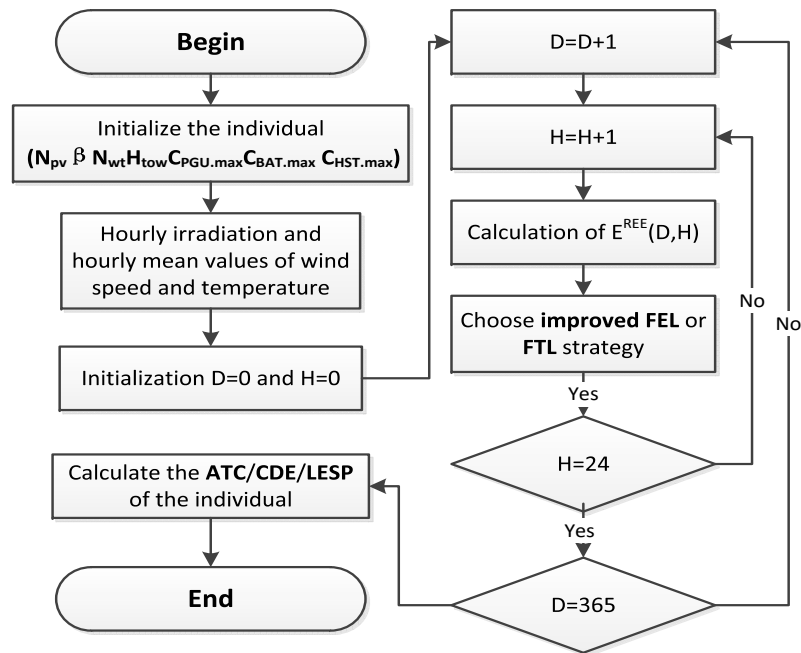 Begin
Initialize the individual
(Npv β NwtHtowCPGU.maxCBAT.max CHST.max)
Hourly irradiation and
hourly mean values of wind
speed and temperature
Initialization D=0 and H=0
D=D+1
H=H+1
Calculation of E^REE(D,H)
Choose improved FEL or
FTL strategy
Yes
H=24
No
Yes
D=365
No
Calculate the ATC/CDE/LESP
of the individual
End